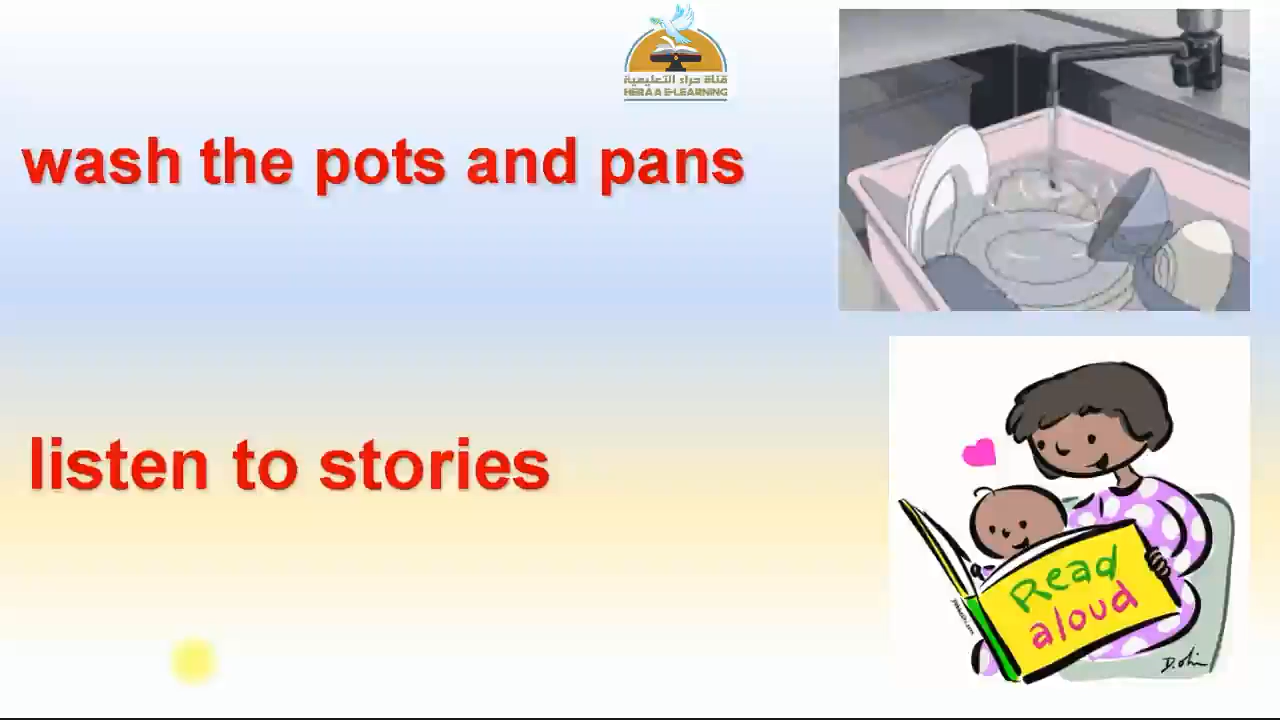 قناة حراء التعليمية
HERAA E-LEARNING
wash the pots and pans
listen to stories
Read
aloud